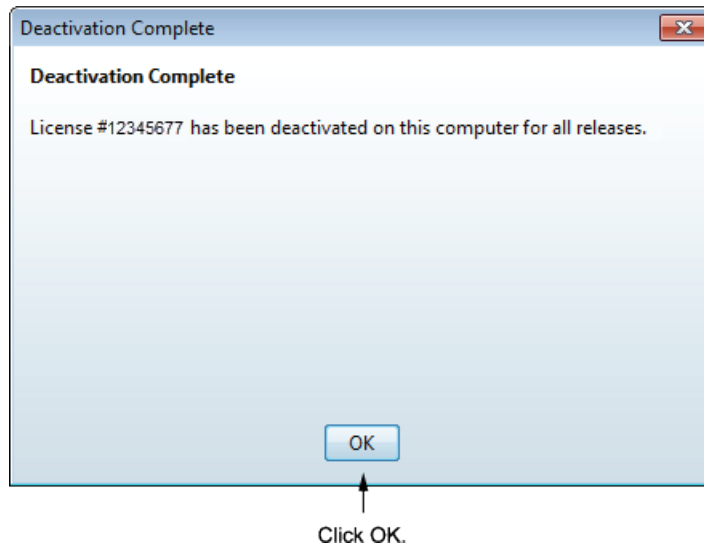 Deactivation Complete
Deactivation Complete
License #12345677 has been deactivated on this computer for all releases.
OK
Click OK.